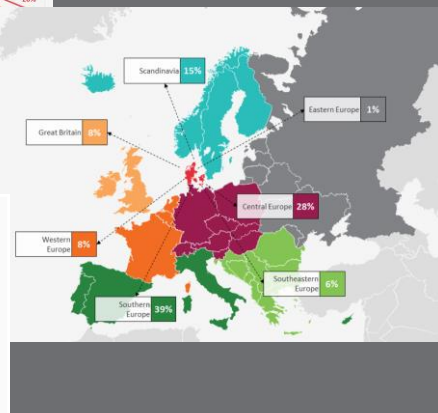 Scandinavia 15%
Eastern Europe 1%
Great Britain 8%
Central Europe 28%
Western
Europe 8%
Southeastern
Europe 6%
Southern
Europe 39%